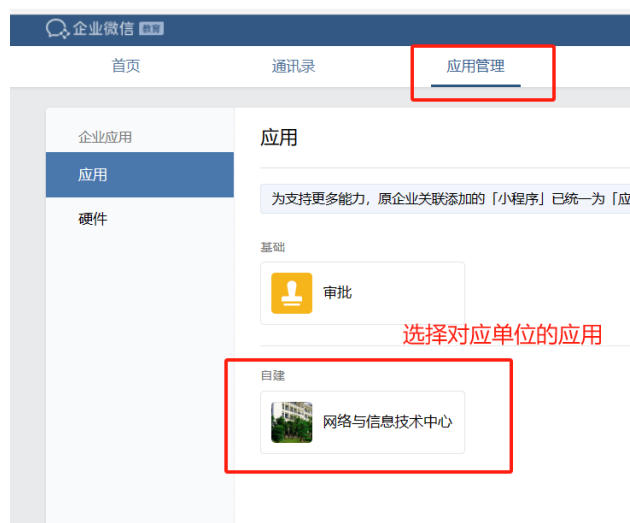 企业微信 教育
首页 通讯录 应用管理
企业应用
应用
硬件
应用
为支持更多能力，原企业关联添加的「小程序」已统一为「应
基础
审批
选择对应单位的应用
自建
网络与信息技术中心